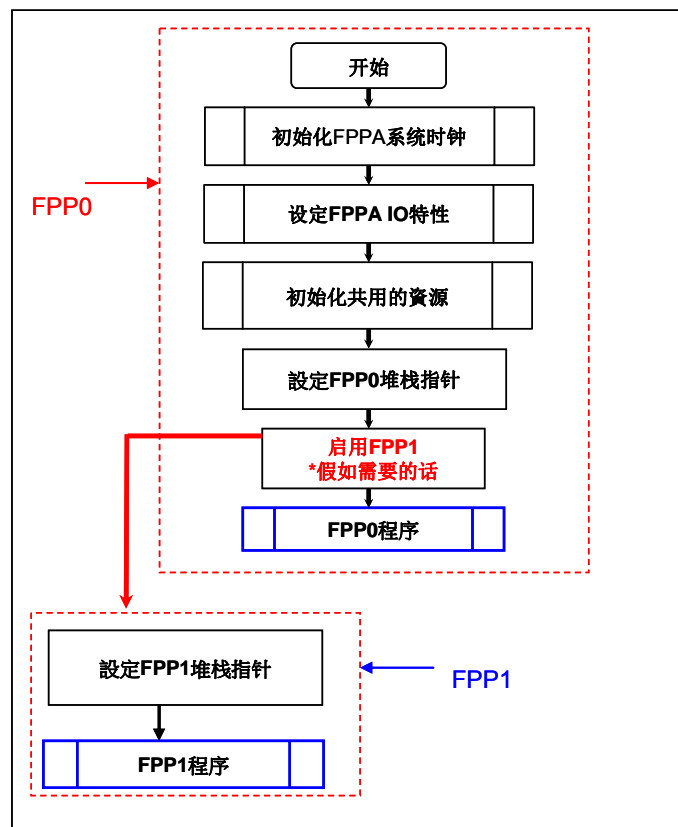 开始
初始化FPPA系统时钟
FPP0
设定FPPA IO特性
初始化共用的資源
設定FPP0堆栈指针
启用FPP1
*假如需要的话
FPP0程序
設定FPP1堆栈指针
FPP1
FPP1程序